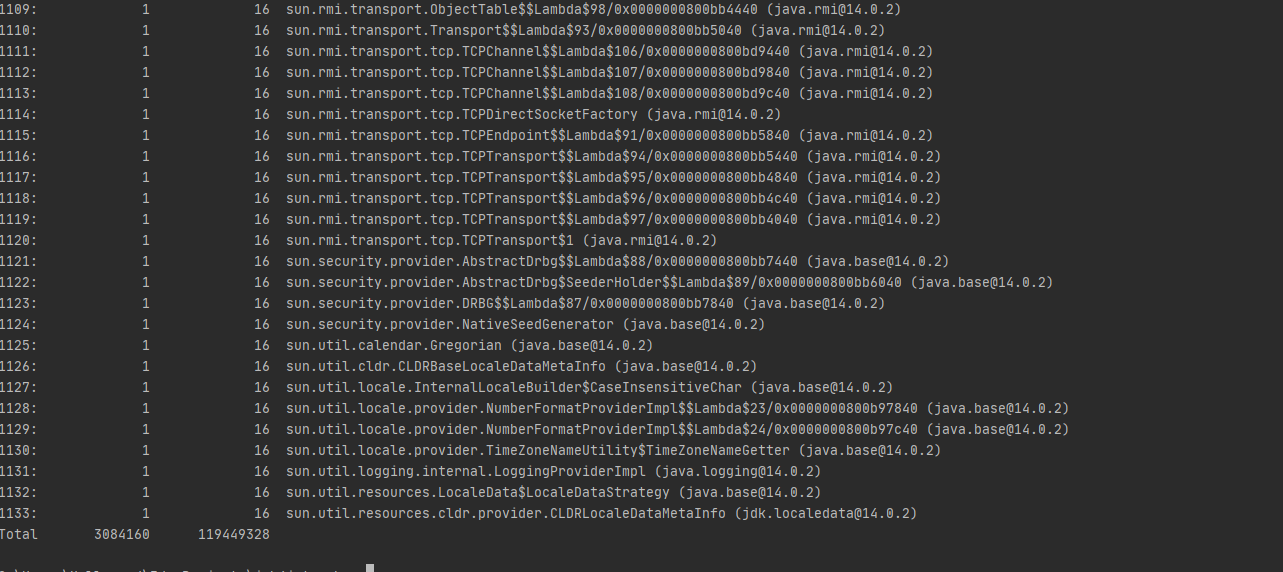 1109: 1 16 sun.rmi.transport.ObjectTable$$Lambda$98/0x0000000800bb4440 (java.rmi@14.0.2)
1110: 1 16 sun.rmi.transport.Transport$$Lambda$93/0x0000000800bb5040 (java.rmi@14.0.2)
1111: 1 16 sun.rmi.transport.tcp.TCPChannel$$Lambda$106/0x0000000800bd9440 (java.rmi@14.0.2)
1112: 1 16 sun.rmi.transport.tcp.TCPChannel$$Lambda$107/0x0000000800bd9840 (java.rmi@14.0.2)
1113: 1 16 sun.rmi.transport.tcp.TCPChannel$$Lambda$108/0x0000000800bd9c40 (java.rmi@14.0.2)
1114: 1 16 sun.rmi.transport.tcp.TCPDirectSocketFactory (java.rmi@14.0.2)
1115: 1 16 sun.rmi.transport.tcp.TCPEndpoint$$Lambda$91/0x0000000800bb5840 (java.rmi@14.0.2)
1116: 1 16 sun.rmi.transport.tcp.TCPTransport$$Lambda$94/0x0000000800bb5440 (java.rmi@14.0.2)
1117: 1 16 sun.rmi.transport.tcp.TCPTransport$$Lambda$95/0x0000000800bb4840 (java.rmi@14.0.2)
1118: 1 16 sun.rmi.transport.tcp.TCPTransport$$Lambda$96/0x0000000800bb4c40 (java.rmi@14.0.2)
1119: 1 16 sun.rmi.transport.tcp.TCPTransport$$Lambda$97/0x0000000800bb4040 (java.rmi@14.0.2)
1120: 1 16 sun.rmi.transport.tcp.TCPTransport$1 (java.rmi@14.0.2)
1121: 1 16 sun.security.provider.AbstractDrbg$$Lambda$88/0x0000000800bb7440 (java.base@14.0.2)
1122: 1 16 sun.security.provider.AbstractDrbg$SeederHolder$$Lambda$89/0x0000000800bb6040 (java.base@14.0.2)
1123: 1 16 sun.security.provider.DRBG$$Lambda$87/0x0000000800bb7840 (java.base@14.0.2)
1124: 1 16 sun.security.provider.NativeSeedGenerator (java.base@14.0.2)
1125: 1 16 sun.util.calendar.Gregorian (java.base@14.0.2)
1126: 1 16 sun.util.cldr.CLDRBaseLocaleDataMetaInfo (java.base@14.0.2)
1127: 1 16 sun.util.locale.InternalLocaleBuilder$CaseInsensitiveChar (java.base@14.0.2)
1128: 1 16 sun.util.locale.provider.NumberFormatProviderImpl$$Lambda$23/0x0000000800b97840 (java.base@14.0.2)
1129: 1 16 sun.util.locale.provider.NumberFormatProviderImpl$$Lambda$24/0x0000000800b97c40 (java.base@14.0.2)
1130: 1 16 sun.util.locale.provider.TimeZoneNameUtility$TimeZoneNameGetter (java.base@14.0.2)
1131: 1 16 sun.util.logging.internal.LoggingProviderImpl (java.logging@14.0.2)
1132: 1 16 sun.util.resources.LocaleData$LocaleDataStrategy (java.base@14.0.2)
1133: 1 16 sun.util.resources.cldr.provider.CLDRLocaleDataMetaInfo (jdk.localedata@14.0.2)
Total 3084160 119449328